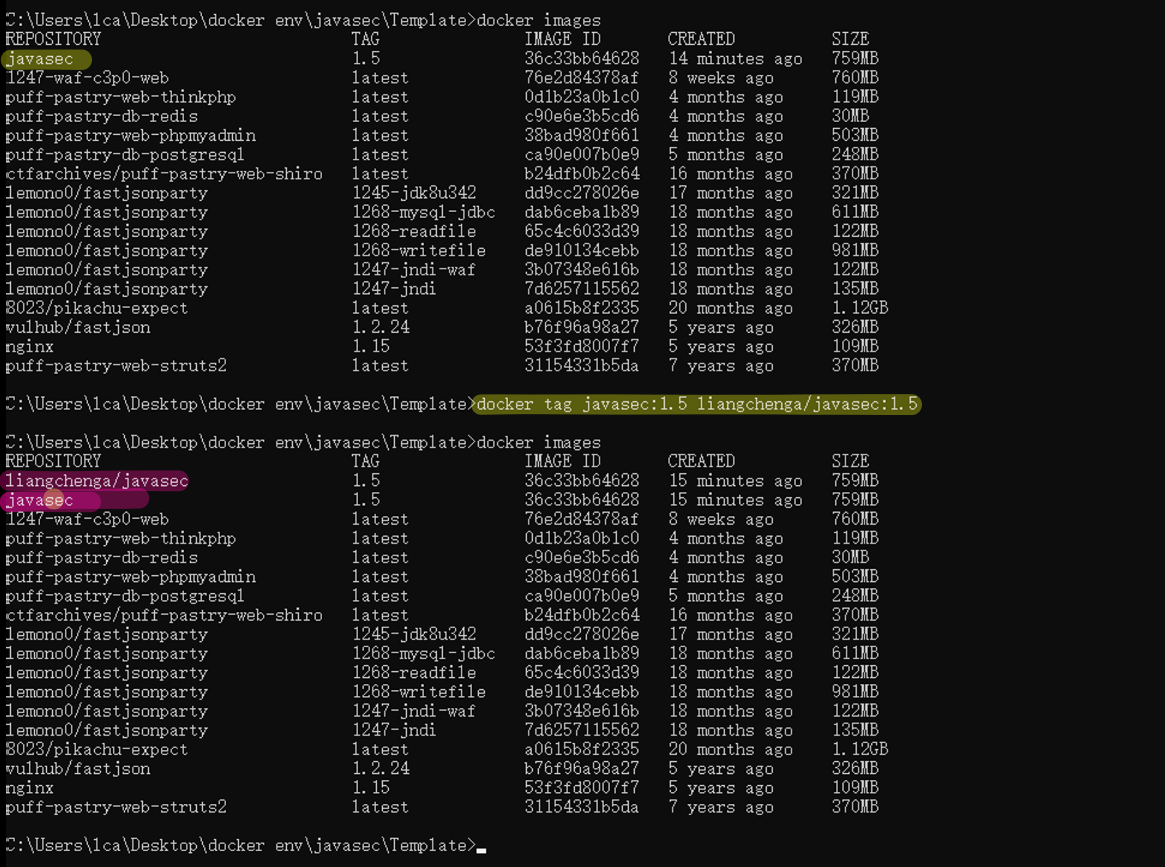 C:\Users\lca\Desktop\docker env\javasec\Template>docker images
REPOSITORY TAG IMAGE ID CREATED SIZE
javasec 1.5 36c33bb64628 14 minutes ago 759MB
1247-waf-c3p0-web latest 76e2d84378af 8 weeks ago 760MB
puff-pastry-web-thinkphp latest 0d1b23a0b1c0 4 months ago 119MB
puff-pastry-db-redis latest c90e6e3b5cd6 4 months ago 30MB
puff-pastry-web-phpmyadmin latest 38bad980f661 4 months ago 503MB
puff-pastry-db-postgresql latest ca90e007b0e9 5 months ago 248MB
ctfarchives/puff-pastry-web-shiro latest b24dfb0b2c64 16 months ago 370MB
lemono0/fastjsonparty 1245-jdk8u342 dd9cc278026e 17 months ago 321MB
lemono0/fastjsonparty 1268-mysql-jdbc dab6ceba1b89 18 months ago 611MB
lemono0/fastjsonparty 1268-readfile 65c4c6033d39 18 months ago 122MB
lemono0/fastjsonparty 1268-writefile de910134cebb 18 months ago 981MB
lemono0/fastjsonparty 1247-jndi-waf 3b07348e616b 18 months ago 122MB
lemono0/fastjsonparty 1247-jndi 7d6257115562 18 months ago 135MB
8023/pikachu-expect latest a0615b8f2335 20 months ago 1.12GB
vulhub/fastjson 1.2.24 b76f96a98a27 5 years ago 326MB
nginx 1.15 53f3fd8007f7 5 years ago 109MB
puff-pastry-web-struts2 latest 31154331b5da 7 years ago 370MB
C:\Users\lca\Desktop\docker env\javasec\Template>docker tag javasec:1.5 liangchenga/javasec:1.5
C:\Users\lca\Desktop\docker env\javasec\Template>docker images
REPOSITORY TAG IMAGE ID CREATED SIZE
liangchenga/javasec 1.5 36c33bb64628 15 minutes ago 759MB
javasec 1.5 36c33bb64628 15 minutes ago 759MB
1247-waf-c3p0-web latest 76e2d84378af 8 weeks ago 760MB
puff-pastry-web-thinkphp latest 0d1b23a0b1c0 4 months ago 119MB
puff-pastry-db-redis latest c90e6e3b5cd6 4 months ago 30MB
puff-pastry-web-phpmyadmin latest 38bad980f661 4 months ago 503MB
puff-pastry-db-postgresql latest ca90e007b0e9 5 months ago 248MB
ctfarchives/puff-pastry-web-shiro latest b24dfb0b2c64 16 months ago 370MB
lemono0/fastjsonparty 1245-jdk8u342 dd9cc278026e 17 months ago 321MB
lemono0/fastjsonparty 1268-mysql-jdbc dab6ceba1b89 18 months ago 611MB
lemono0/fastjsonparty 1268-readfile 65c4c6033d39 18 months ago 122MB
lemono0/fastjsonparty 1268-writefile de910134cebb 18 months ago 981MB
lemono0/fastjsonparty 1247-jndi-waf 3b07348e616b 18 months ago 122MB
lemono0/fastjsonparty 1247-jndi 7d6257115562 18 months ago 135MB
8023/pikachu-expect latest a0615b8f2335 20 months ago 1.12GB
vulhub/fastjson 1.2.24 b76f96a98a27 5 years ago 326MB
nginx 1.15 53f3fd8007f7 5 years ago 109MB
puff-pastry-web-struts2 latest 31154331b5da 7 years ago 370MB
C:\Users\lca\Desktop\docker env\javasec\Template>